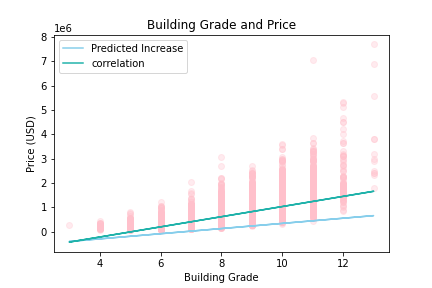 Building Grade and Price
1e6
Predicted Increase
correlation
8
7
6
5
4
3
2
1
0
Price (USD)
4 6 8 10 12
Building Grade